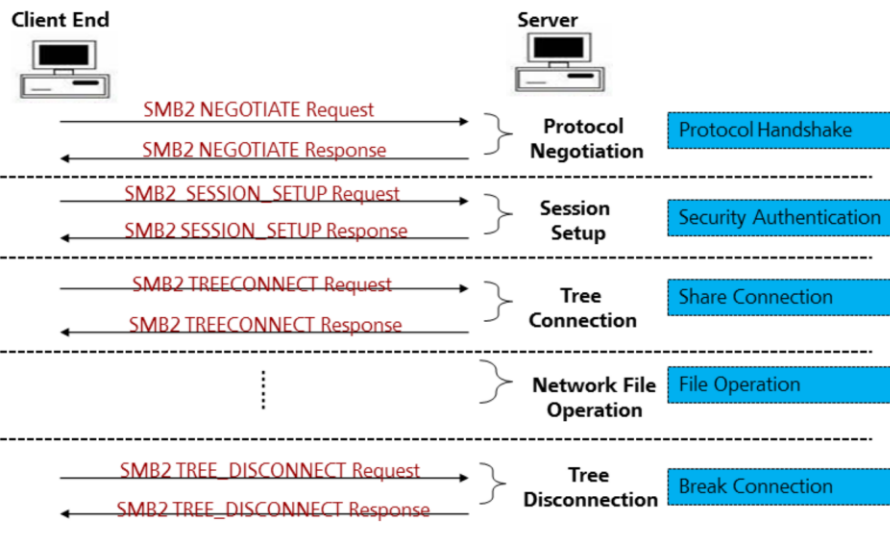 Client End
Server
SMB2 NEGOTIATE Request
SMB2 NEGOTIATE Response
Protocol
Negotiation
Protocol Handshake
SMB2 SESSION_SETUP Request
SMB2 SESSION_SETUP Response
Session
Setup
Security Authentication
SMB2 TREECONNECT Request
SMB2 TREECONNECT Response
Tree
Connection
Share Connection
Network File
Operation
File Operation
SMB2 TREE_DISCONNECT Request
SMB2 TREE_DISCONNECT Response
Tree
Disconnection
Break Connection